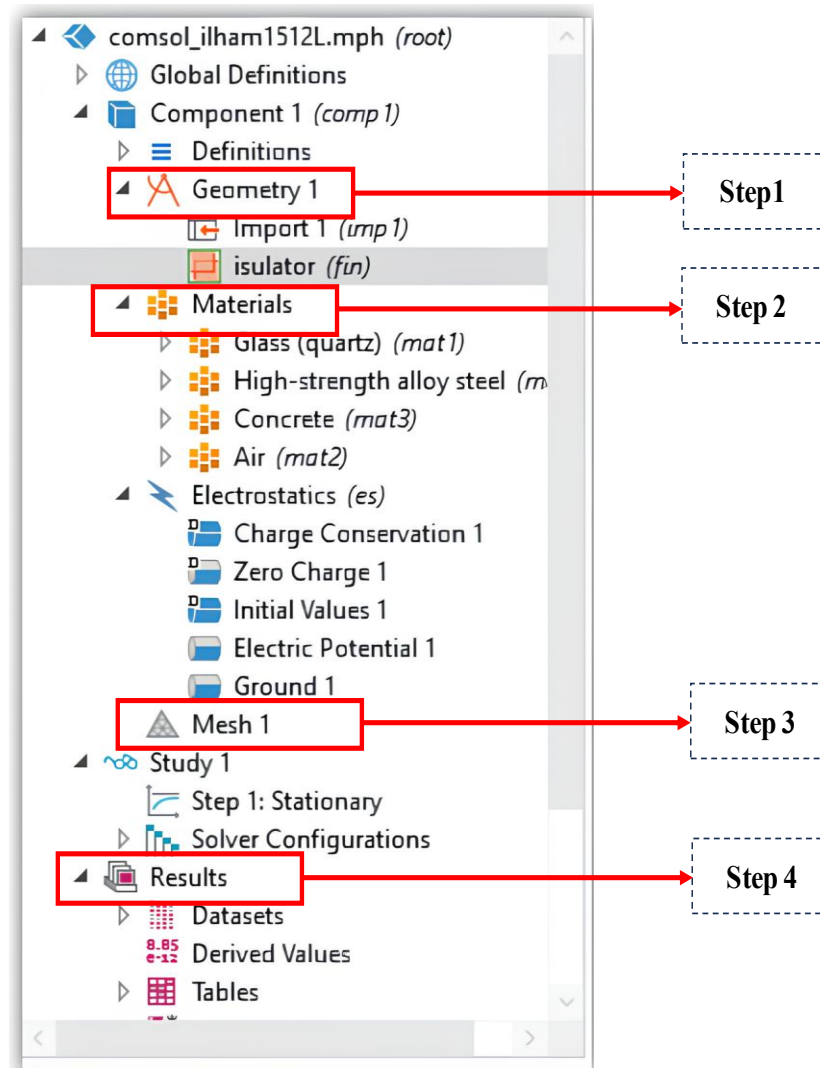 comsol_ilham1512L.mph (root)
Global Definitions
Component 1 (comp1)
Definitions
Geometry 1
Step1
Import 1 (imp1)
isulator (fin)
Materials
Step 2
Glass (quartz) (mat1)
High-strength alloy steel (m
Concrete (mat3)
Air (mat2)
Electrostatics (es)
D
Charge Conservation 1
D
Zero Charge 1
D
Initial Values 1
Electric Potential 1
Ground 1
Mesh 1
Step 3
Study 1
Step 1: Stationary
Solver Configurations
Results
Step 4
Datasets
8.85
e-12
Derived Values
Tables